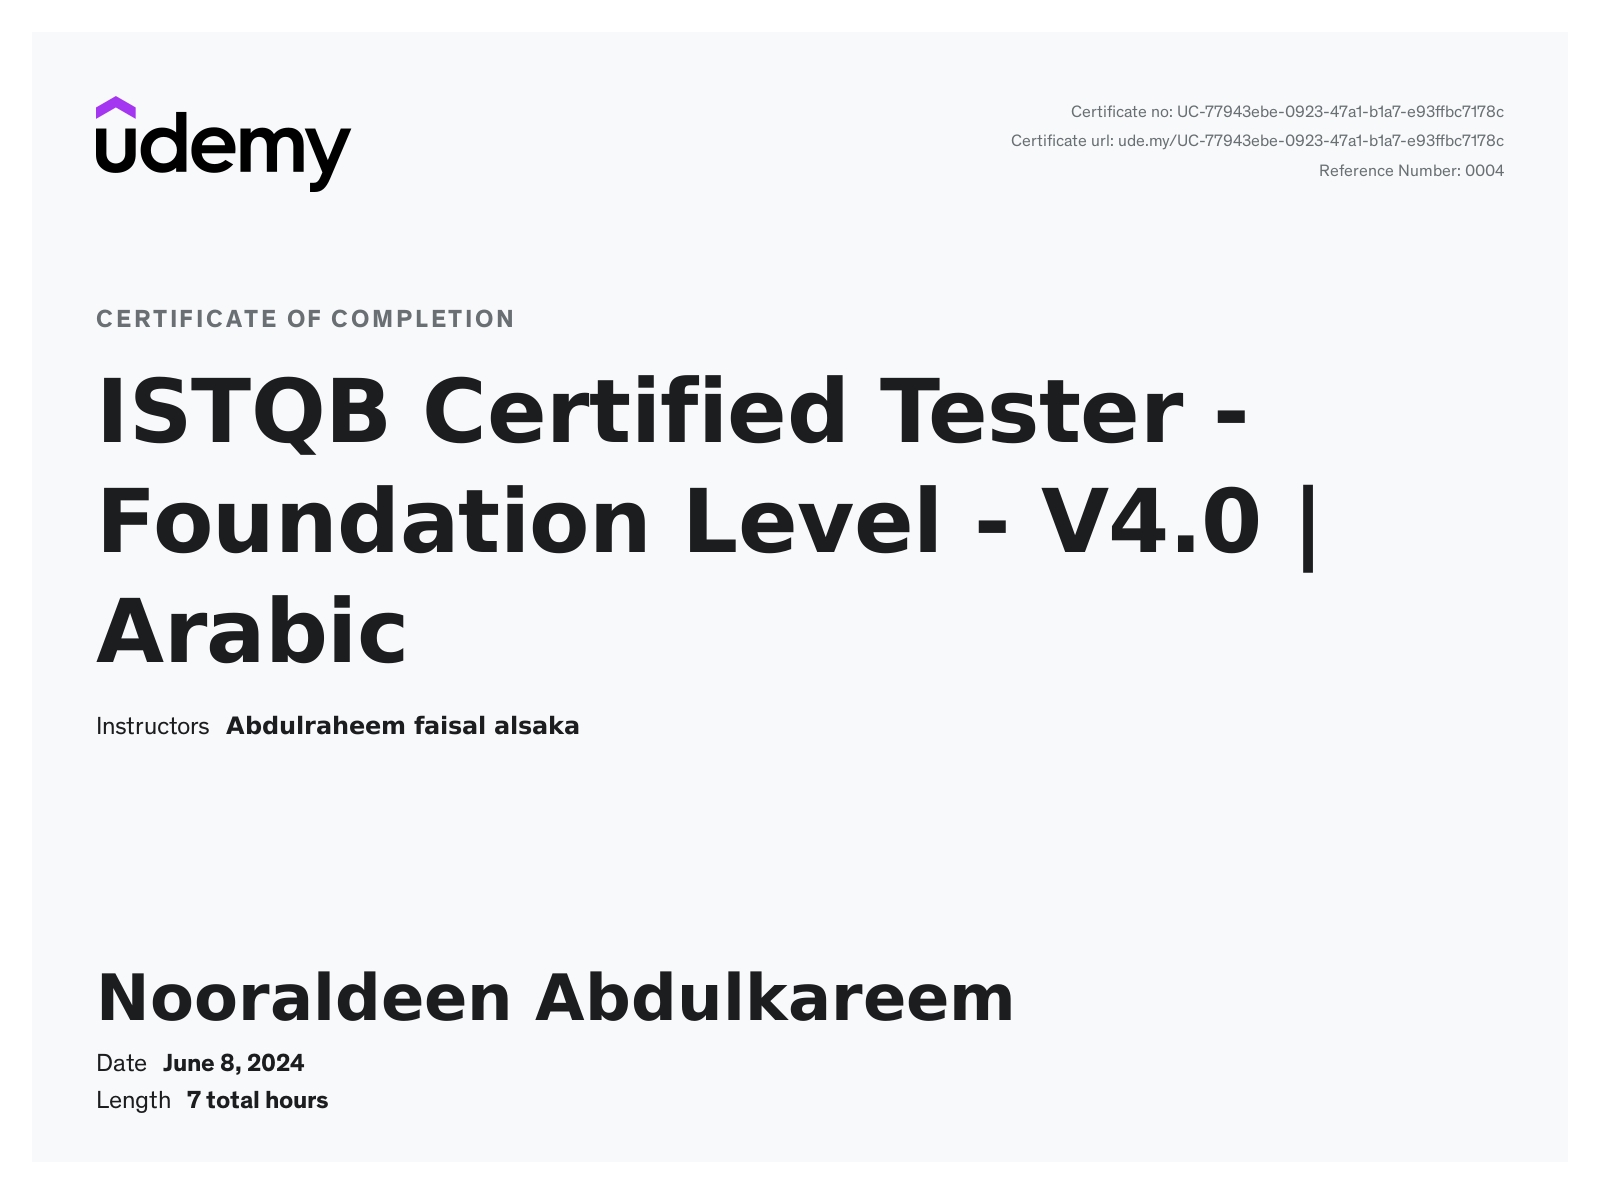 udemy
Certificate no: UC-77943ebe-0923-47a1-b1a7-e93ffbc7178c
Certificate url: ude.my/UC-77943ebe-0923-47a1-b1a7-e93ffbc7178c
Reference Number: 0004
CERTIFICATE OF COMPLETION
ISTQB Certified Tester -
Foundation Level - V4.0 |
Arabic
Instructors Abdulraheem faisal alsaka
Nooraldeen Abdulkareem
Date June 8, 2024
Length 7 total hours